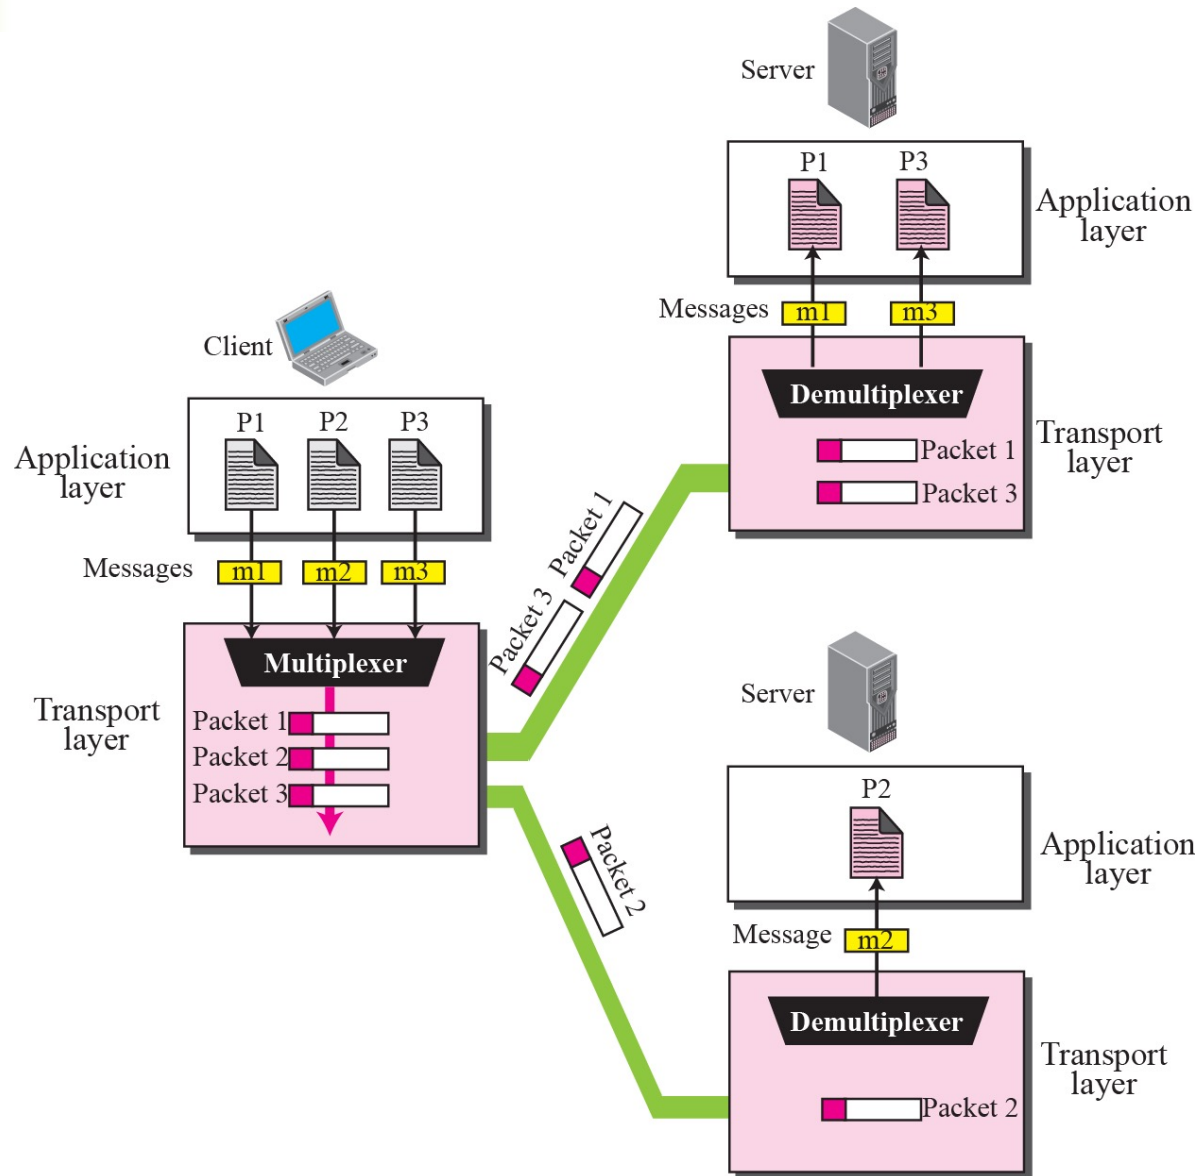 Server
P1 P3
Application
layer
Messages m1 m3
Demultiplexer
Transport
layer
Packet 1
Packet 3
Client
P1 P2 P3
Application
layer
Messages m1 m2 m3
Multiplexer
Transport
layer
Packet 1
Packet 2
Packet 3
Packet 1
Packet 3
Packet 2
Server
P2
Application
layer
Message m2
Demultiplexer
Transport
layer
Packet 2